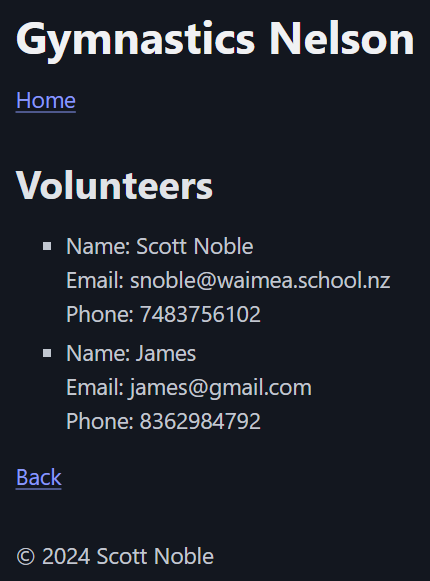 Gymnastics Nelson
Home
Volunteers
Name: Scott Noble
Email: snoble@waimea.school.nz
Phone: 7483756102
Name: James
Email: james@gmail.com
Phone: 8362984792
Back
© 2024 Scott Noble